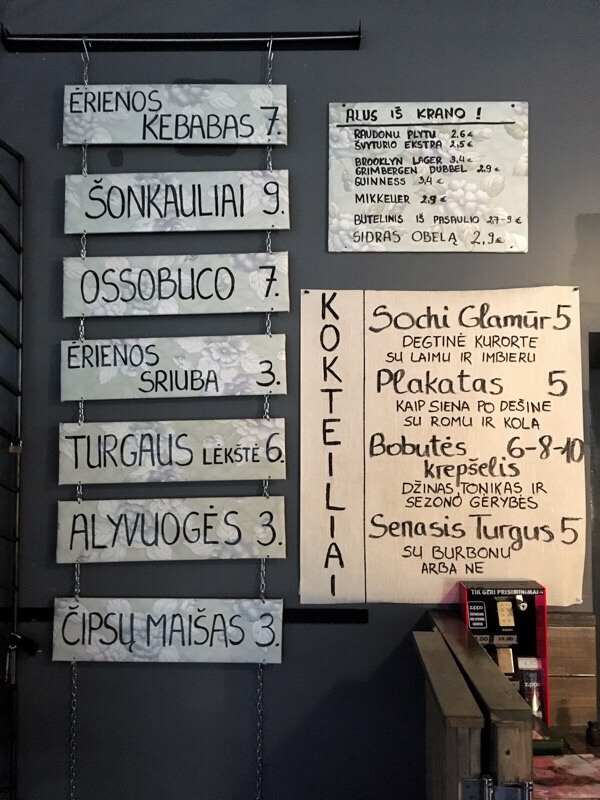 ĖRIENOS
KEBABAS 7.
ŠONKAULIAI 9.
OSSOBUCO 7.
ĖRIENOS
SRIUBA 3.
TURGAUS LĖKŠTĖ 6.
ALYVUOGĖS 3.
ČIPSŲ MAIŠAS 3.
ALUS IŠ KRANO !
RAUDONŲ PLYTŲ 2,6 €
ŠVYTURIO EKSTRA 2,5 €
BROOKLYN LAGER 3,4 €
GRIMBERGEN DUBBEL 2,9 €
GUINNESS 3,4 €
MIKKELLER 2,9 €
BUTELINIS IŠ PASAULIO 2,7-9 €
SIDRAS OBELĄ 2,9 €
KOKTEILIAI
Sochi Glamūr 5
DEGTINĖ KURORTE
SU LAIMU IR IMBIERU
Plakatas 5
KAIP SIENA PO DEŠINE
SU ROMU IR KOLA
Bobutės 6-8-10
krepšelis
DŽINAS, TONIKAS IR
SEZONO GĖRYBĖS
Senasis Turgus 5
SU BURBONU
ARBA NE
TIK GERI PRISIMINIMAI
zippo
zippo